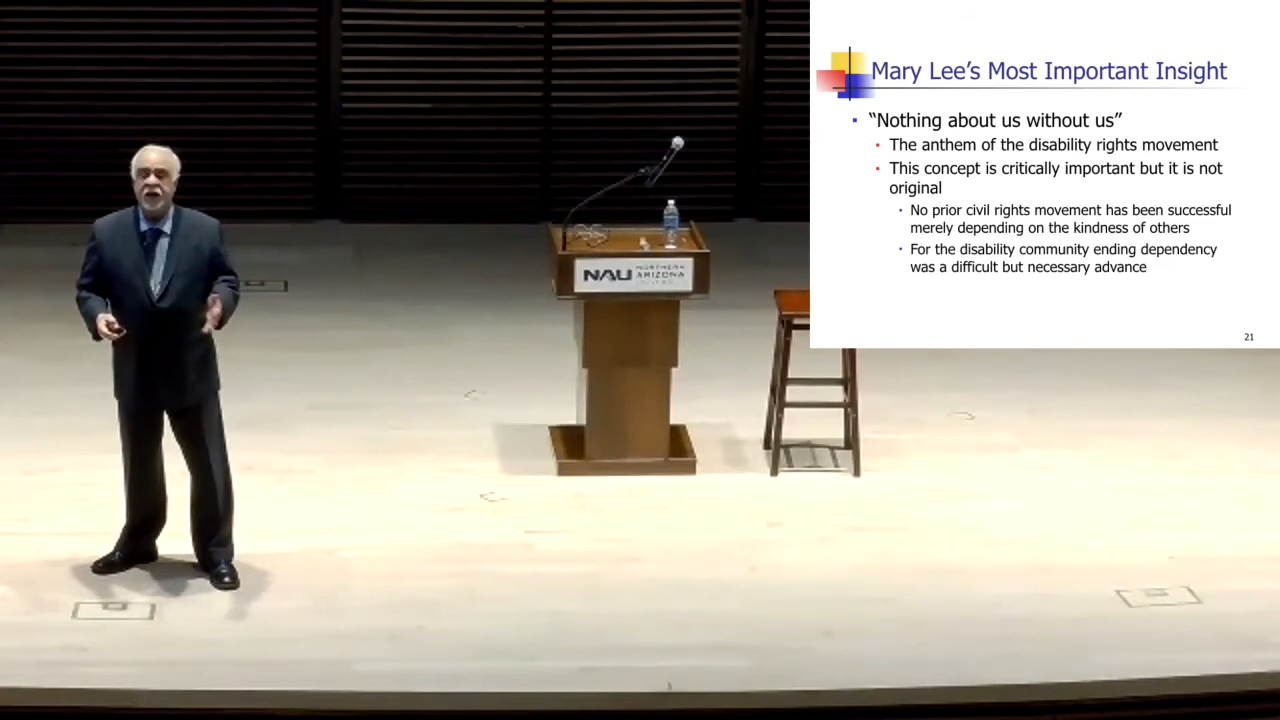 Mary Lee’s Most Important Insight
“Nothing about us without us”
The anthem of the disability rights movement
This concept is critically important but it is not
original
No prior civil rights movement has been successful
merely depending on the kindness of others
For the disability community ending dependency
was a difficult but necessary advance
21
NAU NORTHERN
ARIZONA